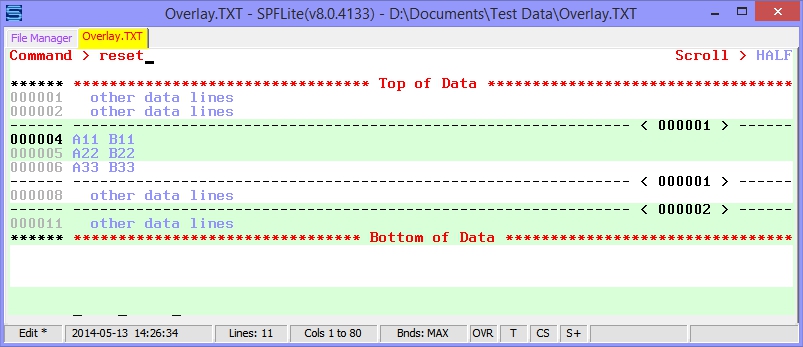 Overlay.TXT - SPFLite(v8.0.4133) - D:\Documents\Test Data\Overlay.TXT
File Manager Overlay.TXT
Command > reset Scroll > HALF
****** ********************************* Top of Data **********************************
000001 other data lines
000002 other data lines
------ -------------------------------------------------------------- < 000001 > ------
000004 A11 B11
000005 A22 B22
000006 A33 B33
------ -------------------------------------------------------------- < 000001 > ------
000008 other data lines
------ -------------------------------------------------------------- < 000002 > ------
000011 other data lines
****** ******************************** Bottom of Data ********************************
Edit * 2014-05-13 14:26:34 Lines: 11 Cols 1 to 80 Bnds: MAX OVR T CS S+